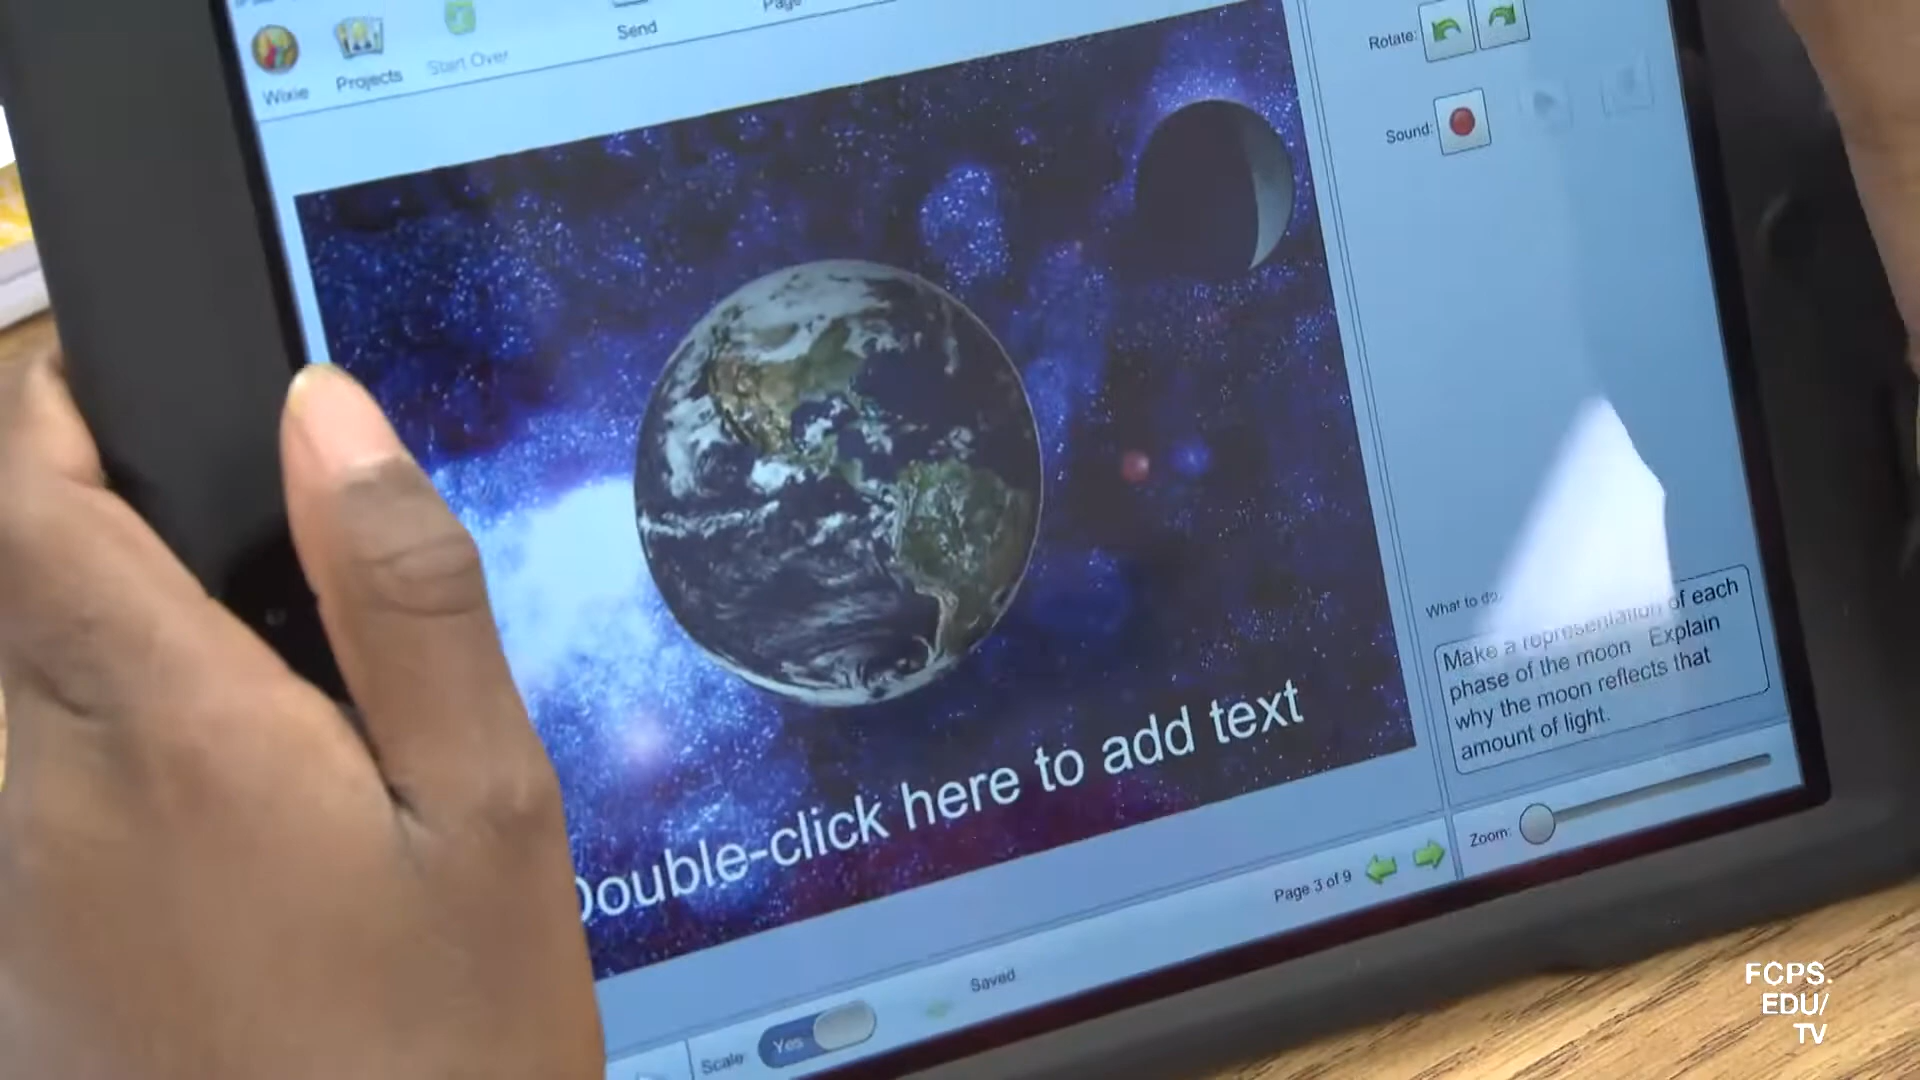 Wixie
Projects
Start Over
Send
Page
Rotate:
Sound:
What to do
Make a representation of each
phase of the moon Explain
why the moon reflects that
amount of light.
Double-click here to add text
Zoom:
Page 3 of 9
Saved
Scale:
Yes
FCPS.
EDU/
TV